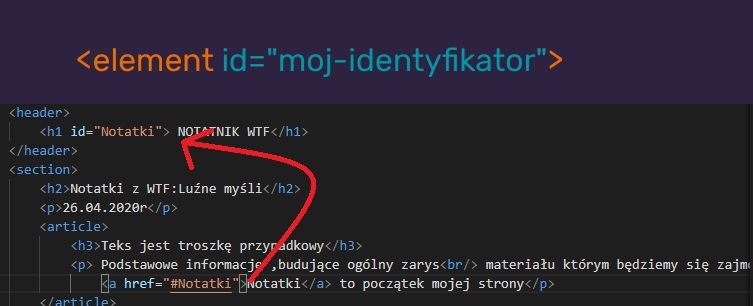 <element id="moj-identyfikator">
<header>
<h1 id="Notatki"> NOTATNIK WTF</h1>
</header>
<section>
<h2>Notatki z WTF:Luźne myśli</h2>
<p>26.04.2020r</p>
<article>
<h3>Teks jest troszkę przypadkowy</h3>
<p> Podstawowe informacje ,budujące ogólny zarys<br/> materiału którym będziemy się zajm
<a href="#Notatki">Notatki</a> to początek mojej strony</p>
</article>